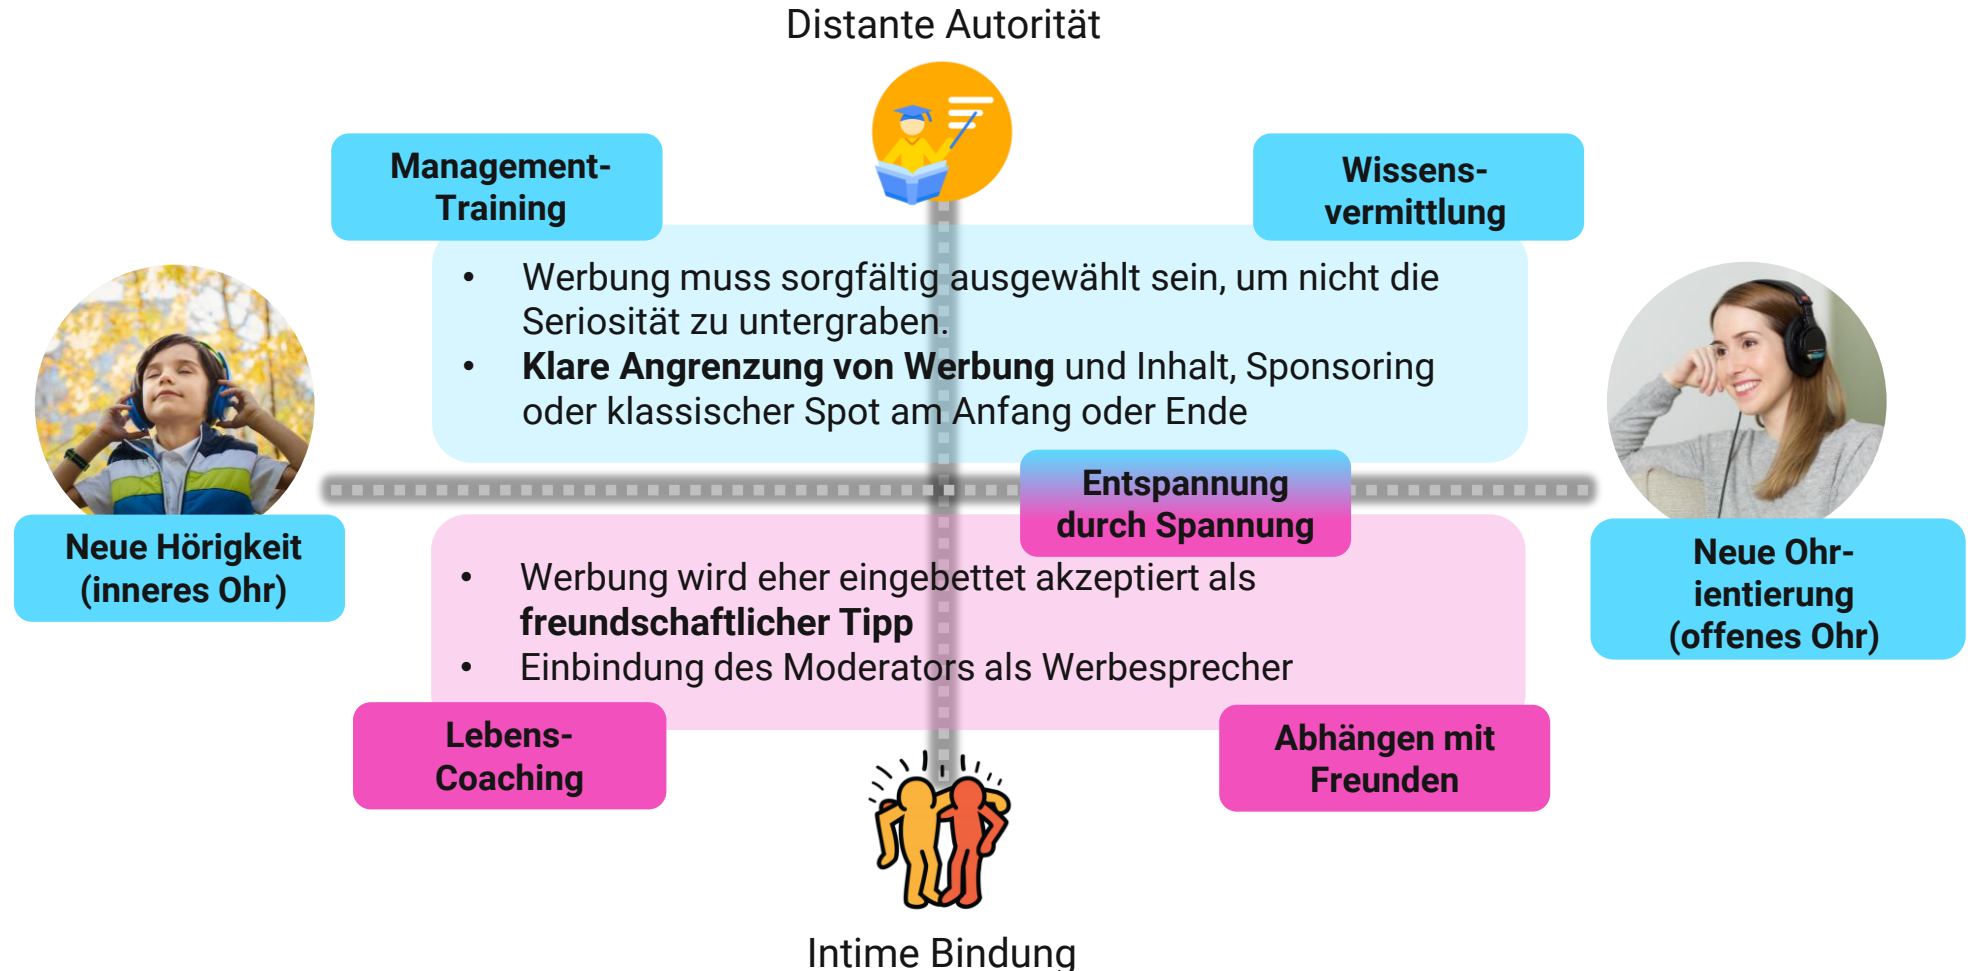 Distante Autorität
Management-
Training
Wissens-
vermittlung
• Werbung muss sorgfältig ausgewählt sein, um nicht die
Seriosität zu untergraben.
• Klare Angrenzung von Werbung und Inhalt, Sponsoring
oder klassischer Spot am Anfang oder Ende
Entspannung
durch Spannung
Neue Hörigkeit
(inneres Ohr)
Neue Ohr-
ientierung
(offenes Ohr)
• Werbung wird eher eingebettet akzeptiert als
freundschaftlicher Tipp
• Einbindung des Moderators als Werbesprecher
Lebens-
Coaching
Abhängen mit
Freunden
Intime Bindung